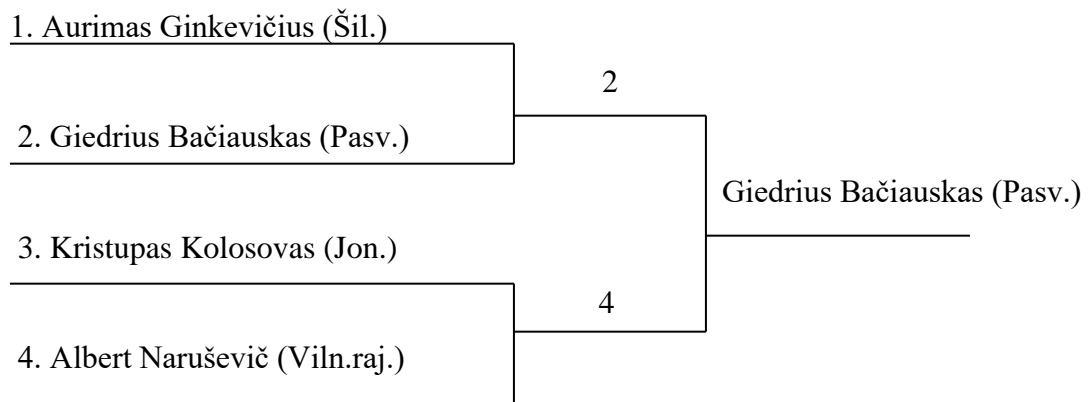 1. Aurimas Ginkevičius (Šil.)
2
2. Giedrius Bačiauskas (Pasv.)
Giedrius Bačiauskas (Pasv.)
3. Kristupas Kolosovas (Jon.)
4
4. Albert Naruševič (Viln.raj.)